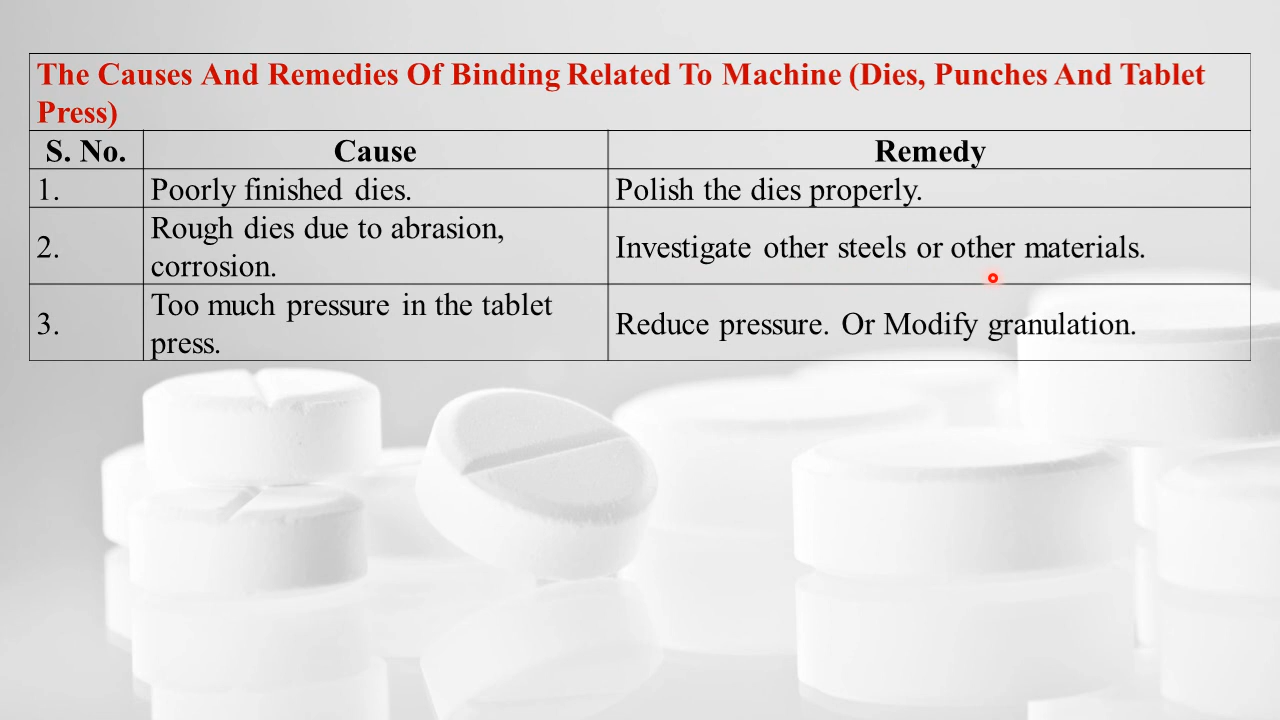 The Causes And Remedies Of Binding Related To Machine (Dies, Punches And Tablet
Press)
S. No.
Cause
Remedy
1.
Poorly finished dies.
Polish the dies properly.
2.
Rough dies due to abrasion,
corrosion.
Investigate other steels or other materials.
3.
Too much pressure in the tablet
press.
Reduce pressure. Or Modify granulation.